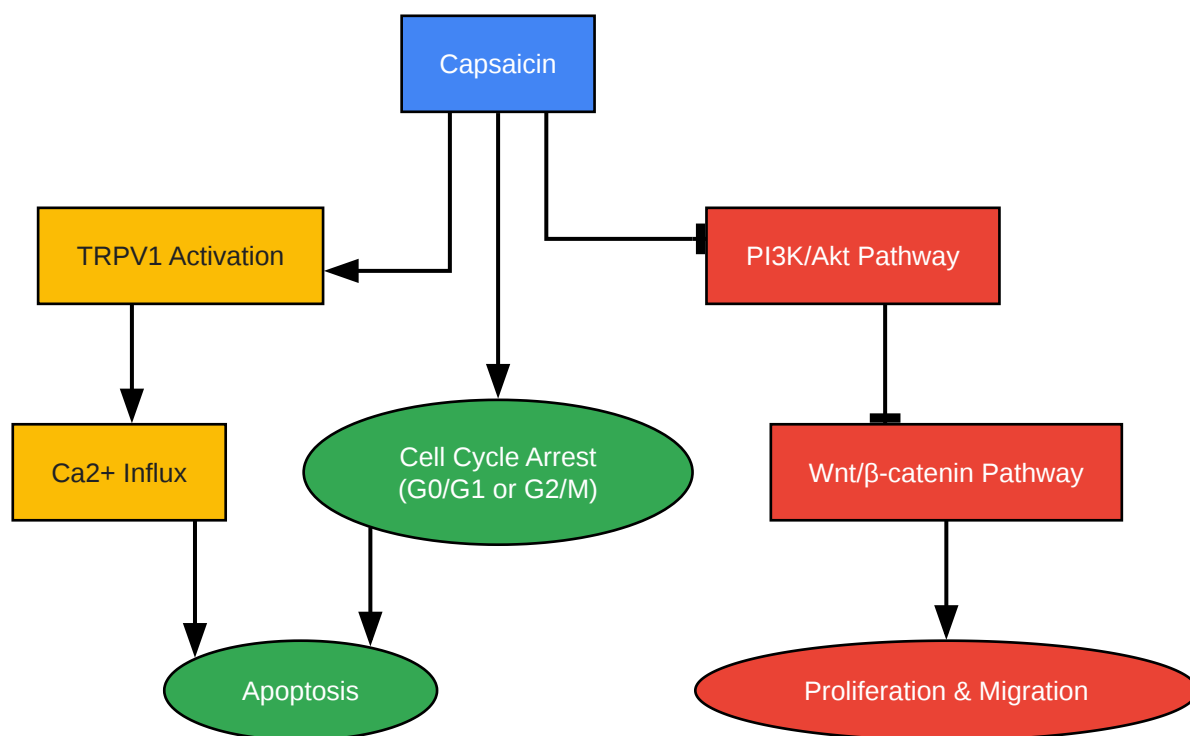 Capsaicin
TRPV1 Activation
PI3K/Akt Pathway
Ca2+ Influx
Cell Cycle Arrest
(G0/G1 or G2/M)
Wnt/β-catenin Pathway
Apoptosis
Proliferation & Migration